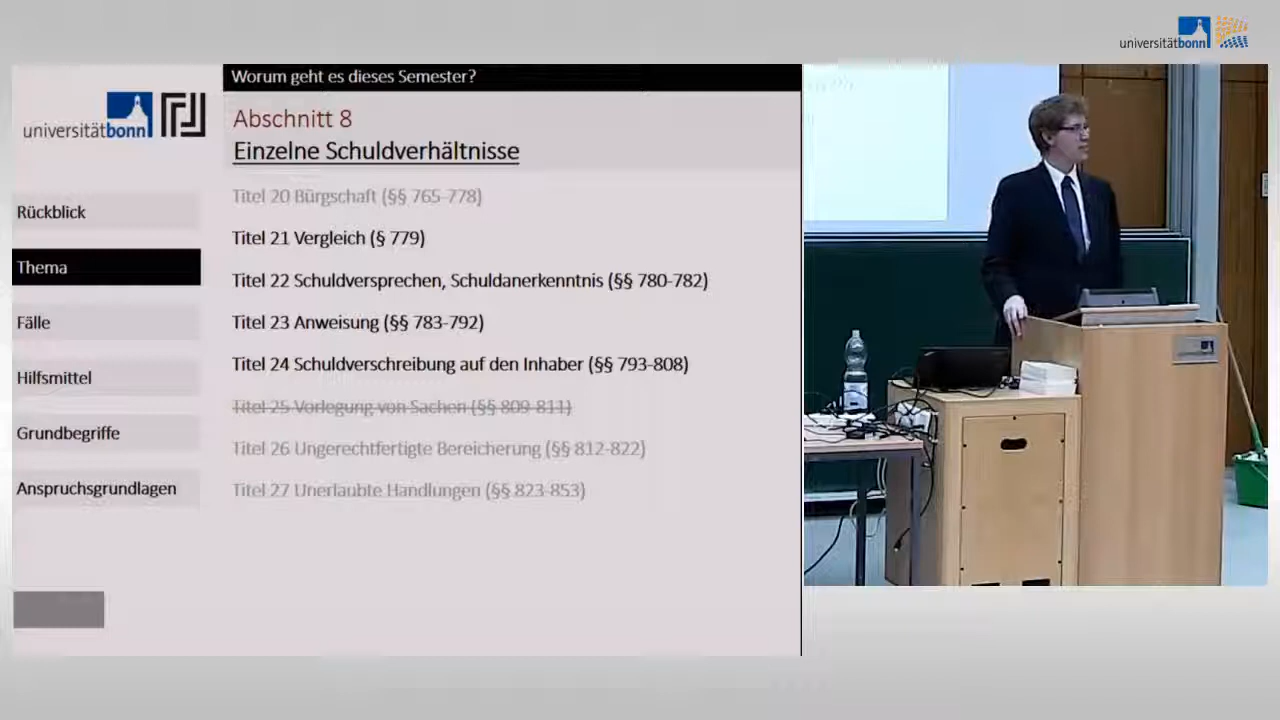 universitätbonn
universitätbonn
Rückblick
Thema
Fälle
Hilfsmittel
Grundbegriffe
Anspruchsgrundlagen
Worum geht es dieses Semester?
Abschnitt 8
Einzelne Schuldverhältnisse
Titel 20 Bürgschaft (§§ 765-778)
Titel 21 Vergleich (§ 779)
Titel 22 Schuldversprechen, Schuldanerkenntnis (§§ 780-782)
Titel 23 Anweisung (§§ 783-792)
Titel 24 Schuldverschreibung auf den Inhaber (§§ 793-808)
Titel 25 Vorlegung von Sachen (§§ 809-811)
Titel 26 Ungerechtfertigte Bereicherung (§§ 812-822)
Titel 27 Unerlaubte Handlungen (§§ 823-853)